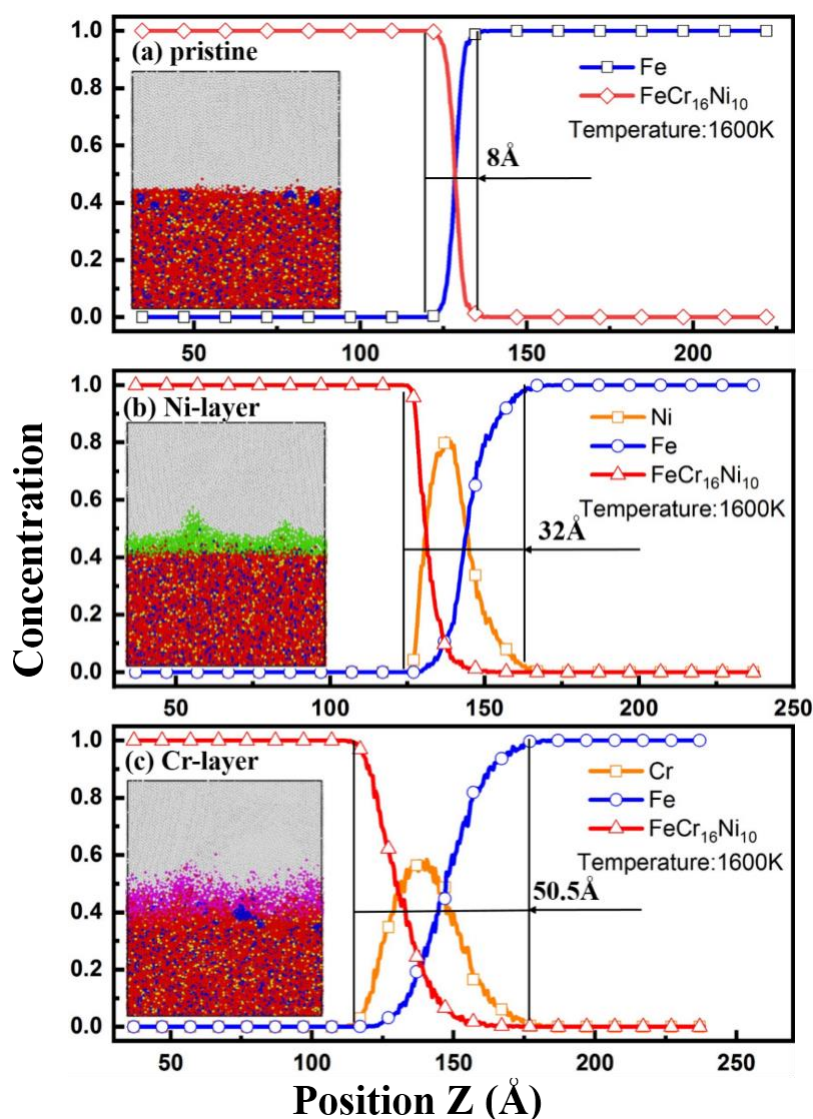 Concentration
1.0
0.8
0.6
0.4
0.2
0.0
(a) pristine
Fe
FeCr₁₆Ni₁₀
Temperature:1600K
8Å
50
100
150
200
1.0
0.8
0.6
0.4
0.2
0.0
(b) Ni-layer
Ni
Fe
FeCr₁₆Ni₁₀
Temperature:1600K
32Å
50
100
150
200
250
1.0
0.8
0.6
0.4
0.2
0.0
(c) Cr-layer
Cr
Fe
FeCr₁₆Ni₁₀
Temperature:1600K
50.5Å
50
100
150
200
250
Position Z (Å)